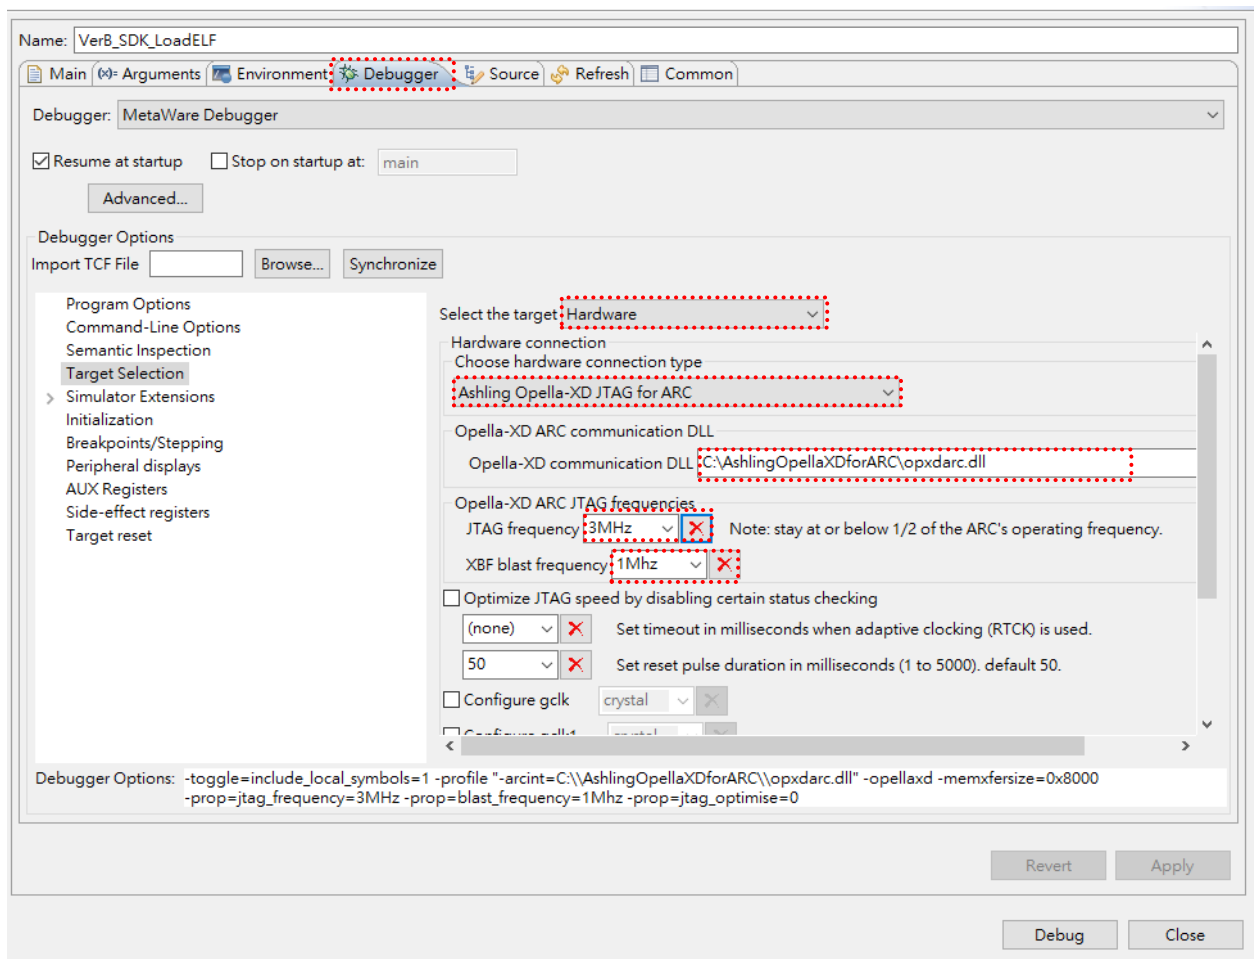 Name: VerB_SDK_LoadELF
Main (x)= Arguments Environment Debugger Source Refresh Common
Debugger: MetaWare Debugger
Resume at startup Stop on startup at: main
Advanced...
Debugger Options
Import TCF File Browse... Synchronize
Program Options
Command-Line Options
Semantic Inspection
Target Selection
Simulator Extensions
Initialization
Breakpoints/Stepping
Peripheral displays
AUX Registers
Side-effect registers
Target reset
Select the target Hardware
Hardware connection
Choose hardware connection type
Ashling Opella-XD JTAG for ARC
Opella-XD ARC communication DLL
Opella-XD communication DLL C:\AshlingOpellaXDforARC\opxdarc.dll
Opella-XD ARC JTAG frequencies
JTAG frequency 3MHz Note: stay at or below 1/2 of the ARC's operating frequency.
XBF blast frequency 1Mhz
Optimize JTAG speed by disabling certain status checking
(none) Set timeout in milliseconds when adaptive clocking (RTCK) is used.
50 Set reset pulse duration in milliseconds (1 to 5000). default 50.
Configure gclk crystal
Debugger Options: -toggle=include_local_symbols=1 -profile "-arcint=C:\\AshlingOpellaXDforARC\\opxdarc.dll" -opellaxd -memxfersize=0x8000
-prop=jtag_frequency=3MHz -prop=blast_frequency=1Mhz -prop=jtag_optimise=0
Revert Apply
Debug Close